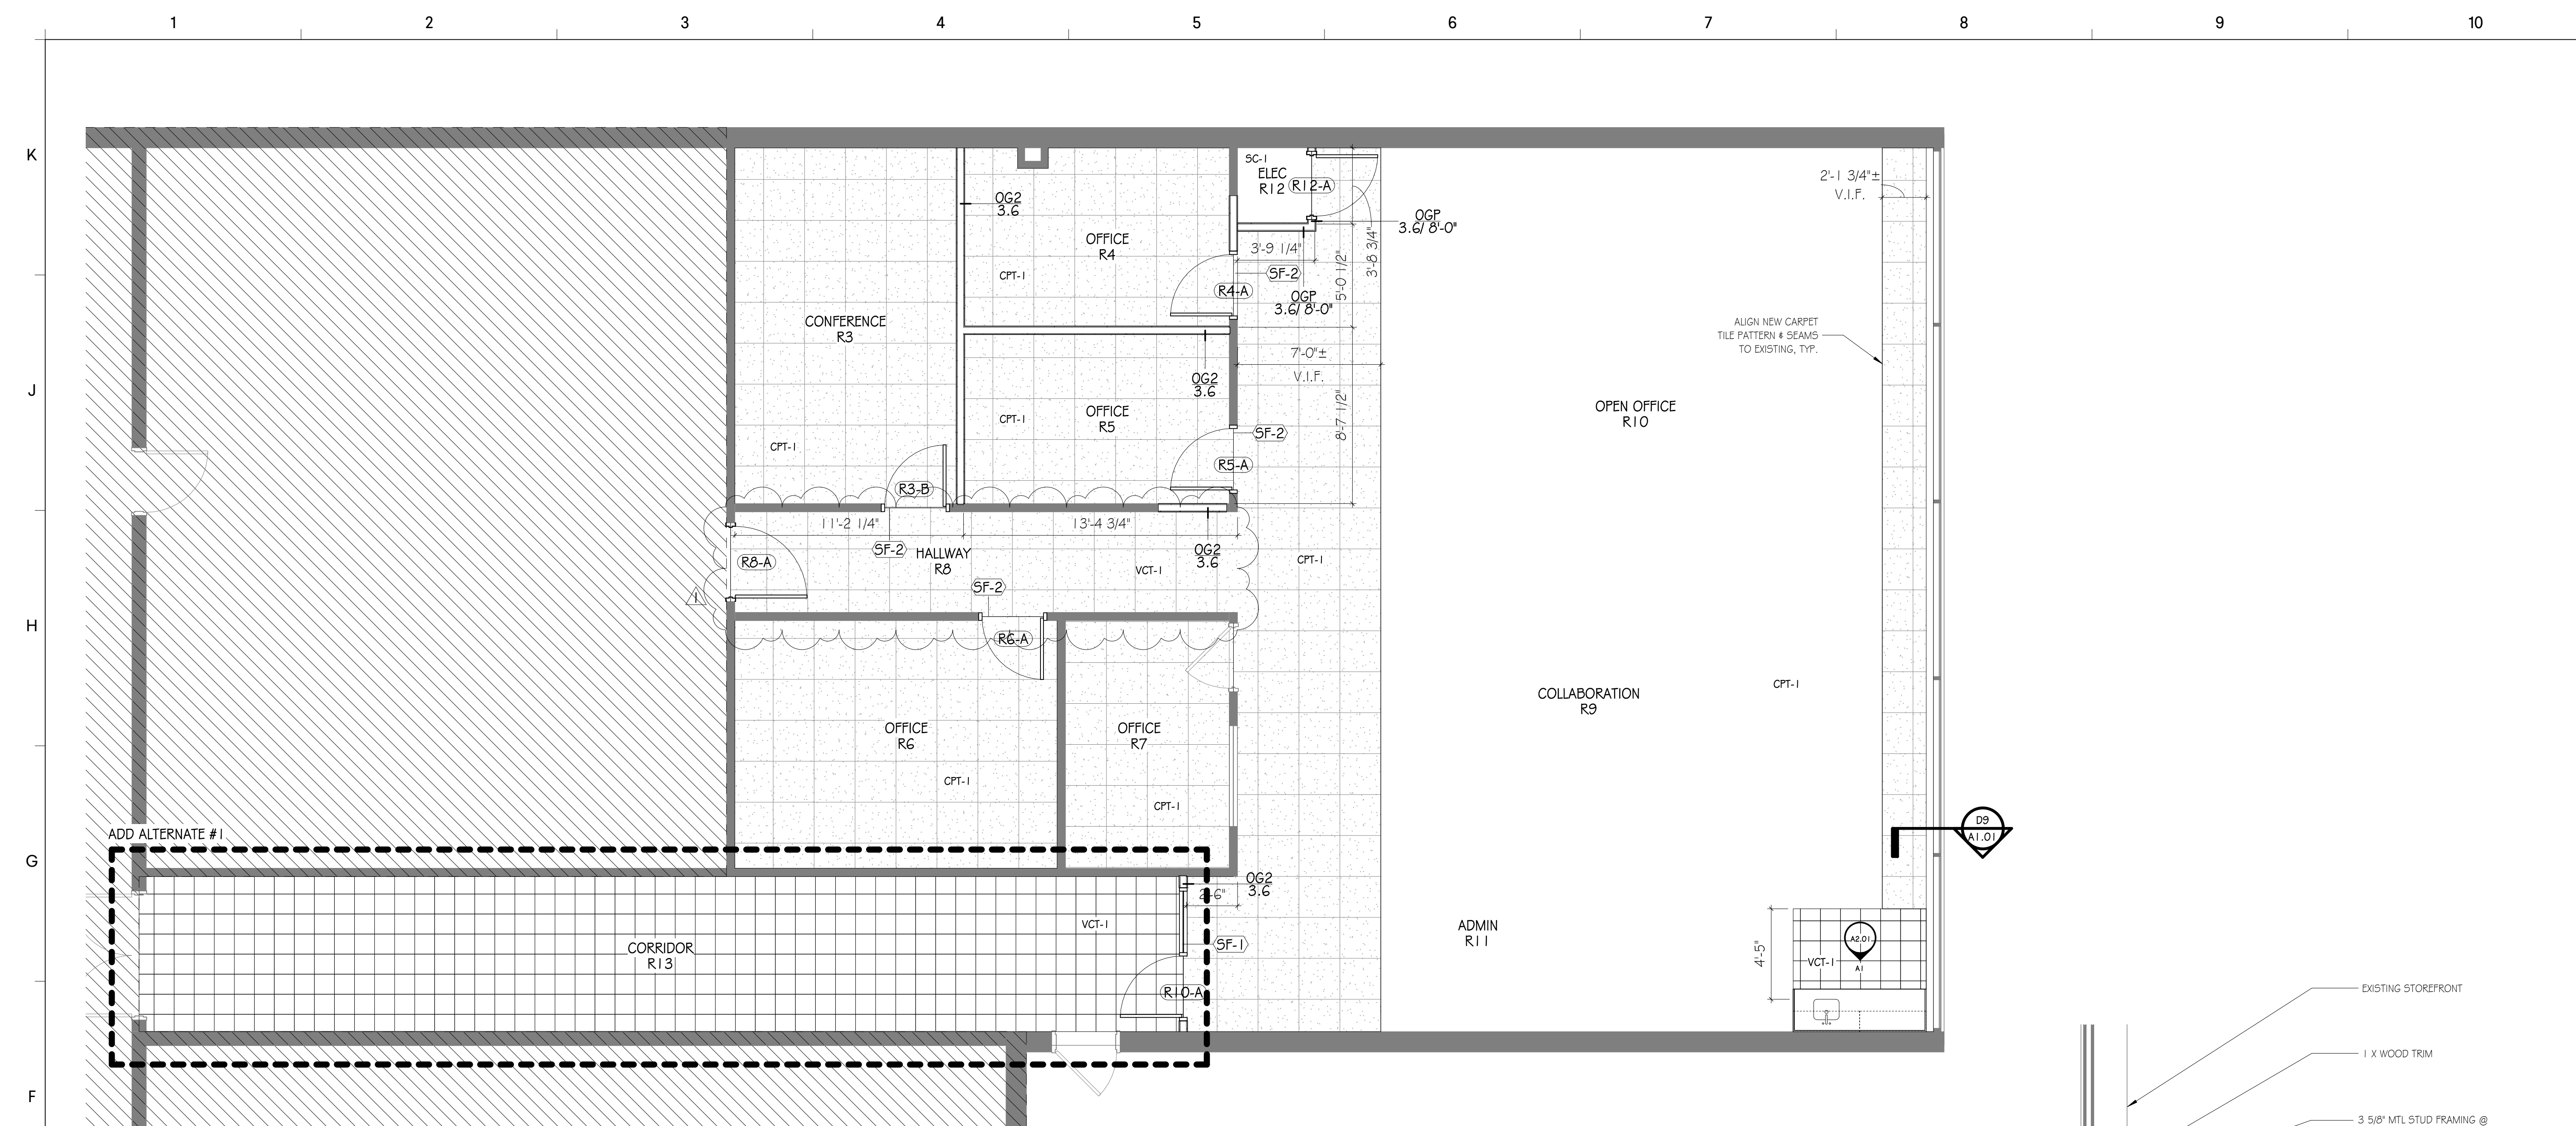 1 2 3 4 5 6 7 8 9 10
K
J
H
G
F
SC-1
ELEC
R12
R12-A
2'-1 3/4"±
V.I.F.
OG2
3.6
OGP
3.6/ 8'-0"
OFFICE
R4
CPT-1
3'-9 1/4"
3'-8 3/4"
5'-0 1/2"
SF-2
R4-A
OGP
3.6/ 8'-0"
CONFERENCE
R3
ALIGN NEW CARPET
TILE PATTERN & SEAMS
TO EXISTING, TYP.
7'-0"±
V.I.F.
OG2
3.6
OFFICE
R5
CPT-1
8'-7 1/2"
OPEN OFFICE
R10
SF-2
CPT-1
R5-A
R3-B
11'-2 1/4"
13'-4 3/4"
SF-2
HALLWAY
R8
R8-A
OG2
3.6
VCT-1
CPT-1
SF-2
1
R6-A
COLLABORATION
R9
CPT-1
OFFICE
R6
OFFICE
R7
CPT-1
CPT-1
D9
A1.01
ADD ALTERNATE #1
OG2
3.6
2'-6"
VCT-1
ADMIN
R11
CORRIDOR
R13
SF-1
4'-5"
A2.01
A1
VCT-1
R10-A
EXISTING STOREFRONT
1 X WOOD TRIM
3 5/8" MTL STUD FRAMING @